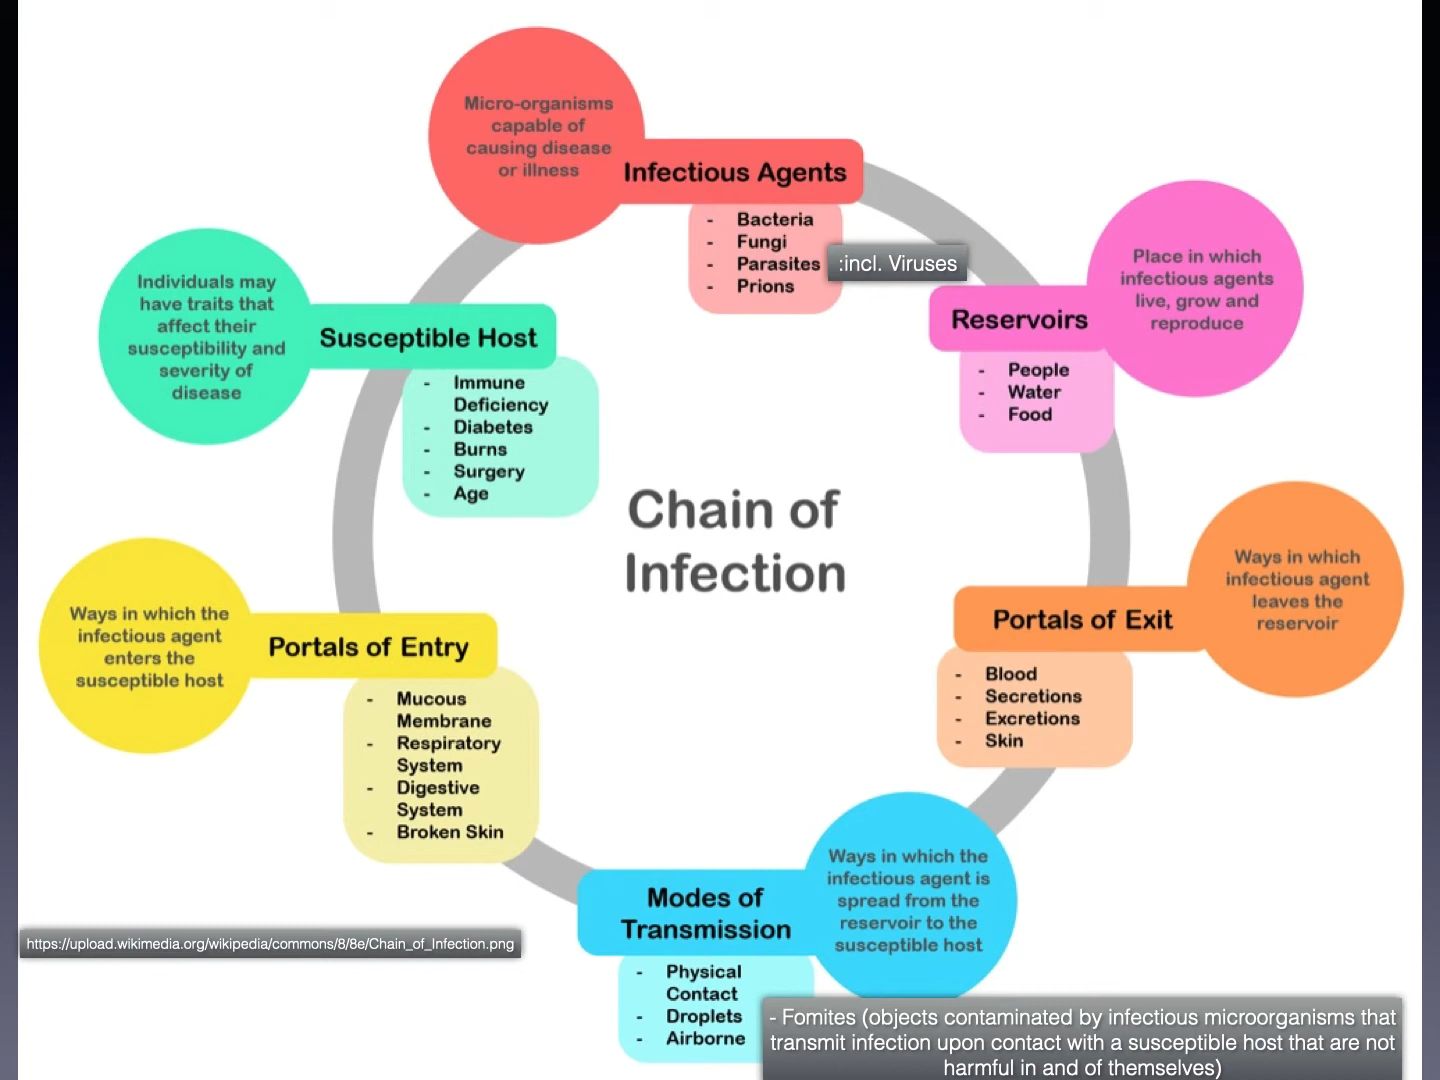 Micro-organisms
capable of
causing disease
or illness
Infectious Agents
- Bacteria
- Fungi
- Parasites
- Prions
:incl. Viruses
Place in which
infectious agents
live, grow and
reproduce
Reservoirs
- People
- Water
- Food
Ways in which
infectious agent
leaves the
reservoir
Portals of Exit
- Blood
- Secretions
- Excretions
- Skin
Ways in which the
infectious agent is
spread from the
reservoir to the
susceptible host
Modes of
Transmission
- Physical
Contact
- Droplets
- Airborne
- Fomites (objects contaminated by infectious microorganisms that
transmit infection upon contact with a susceptible host that are not
harmful in and of themselves)
Ways in which the
infectious agent
enters the
susceptible host
Portals of Entry
- Mucous
Membrane
- Respiratory
System
- Digestive
System
- Broken Skin
Individuals may
have traits that
affect their
susceptibility and
severity of
disease
Susceptible Host
- Immune
Deficiency
- Diabetes
- Burns
- Surgery
- Age
Chain of
Infection
https://upload.wikimedia.org/wikipedia/commons/8/8e/Chain_of_Infection.png